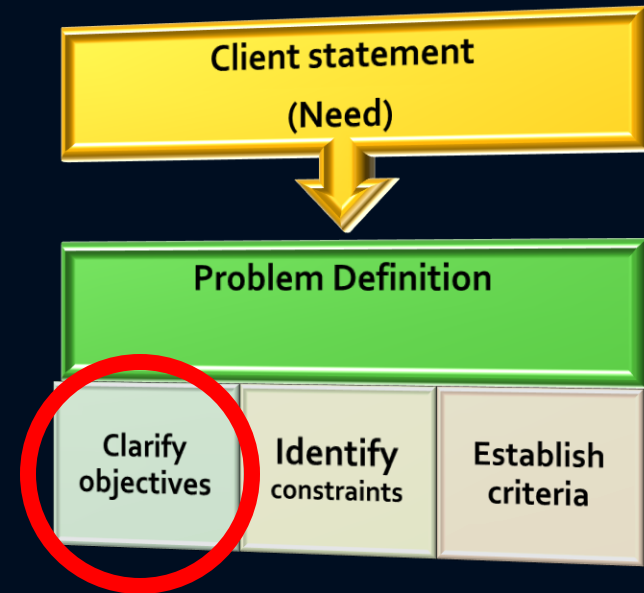 Client statement
(Need)
Problem Definition
Clarify
objectives
Identify
constraints
Establish
criteria